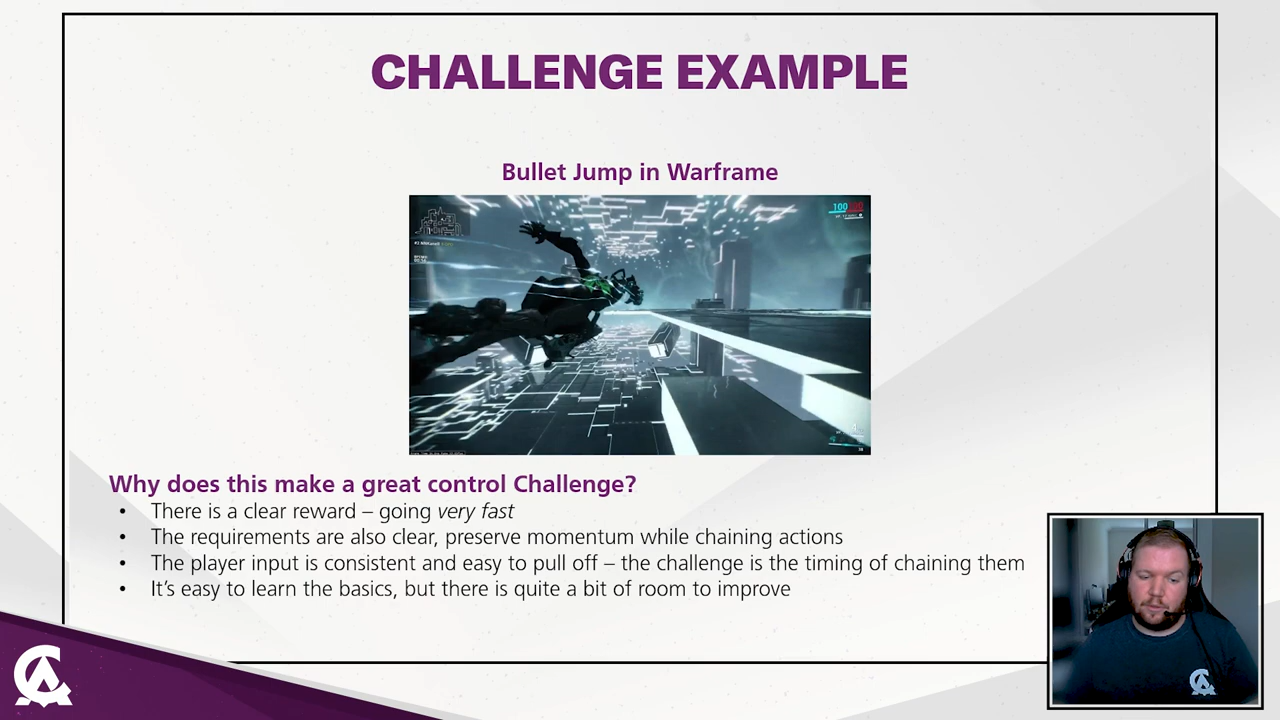 CHALLENGE EXAMPLE
Bullet Jump in Warframe
100
Why does this make a great control Challenge?
• There is a clear reward – going very fast
• The requirements are also clear, preserve momentum while chaining actions
• The player input is consistent and easy to pull off – the challenge is the timing of chaining them
• It's easy to learn the basics, but there is quite a bit of room to improve